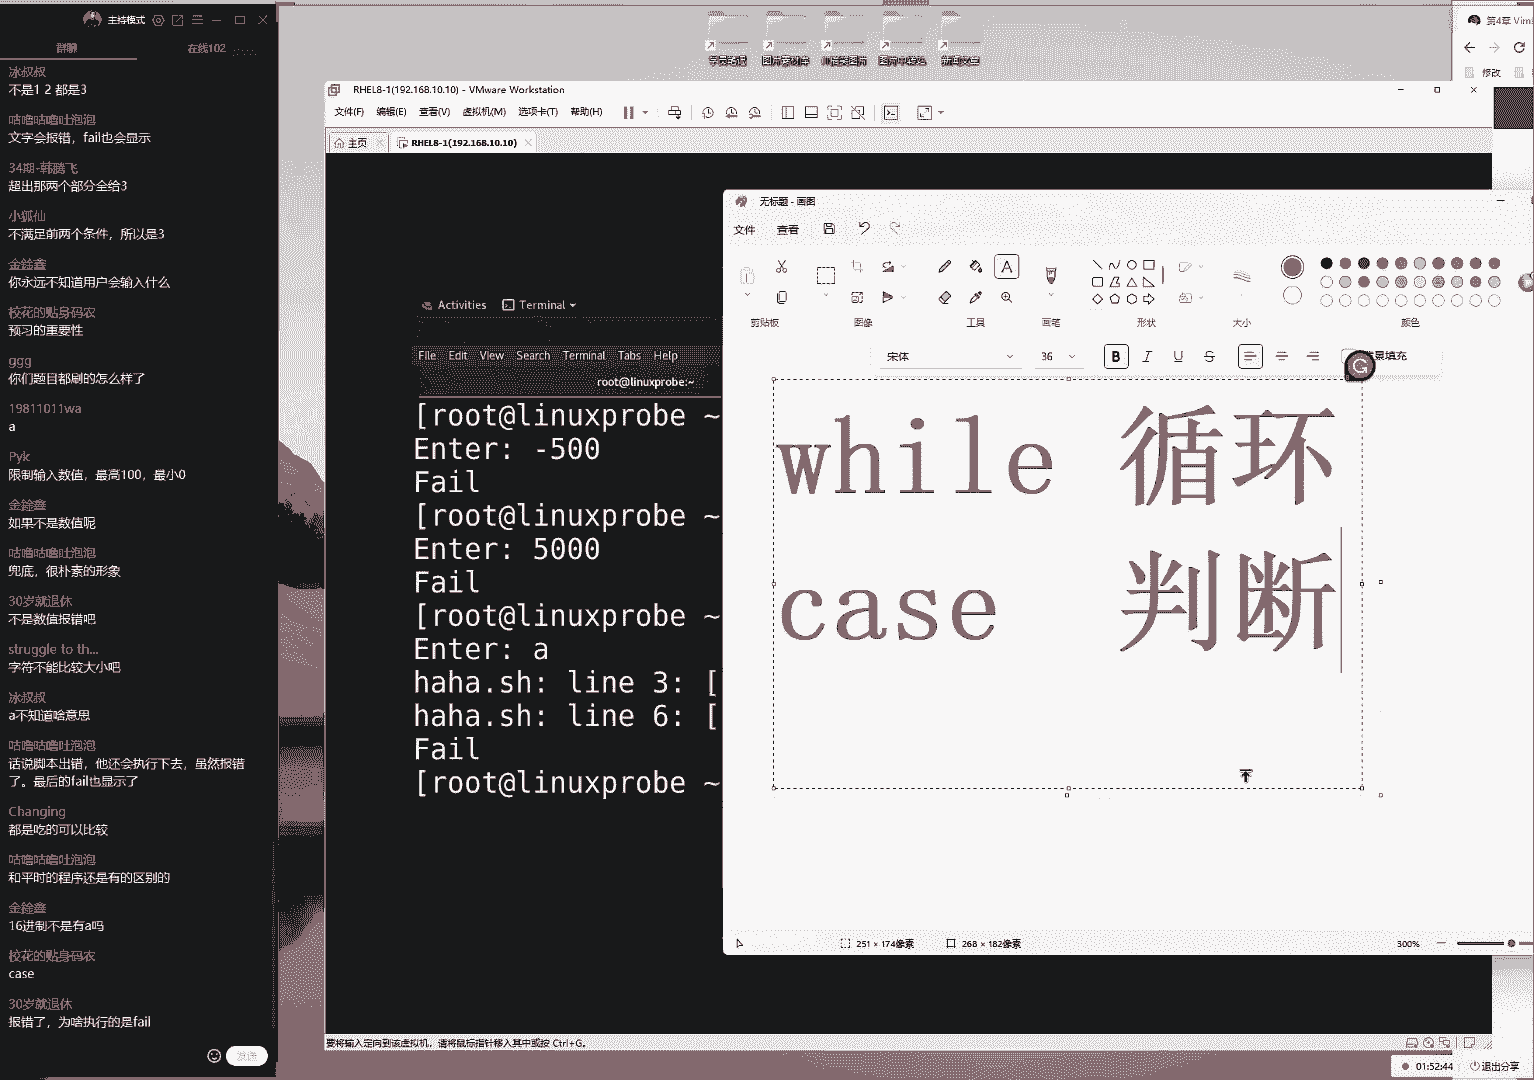 主持模式
群聊
在线102
冰叔叔
不是1 2 都是3
咕噜咕噜吐泡泡
文字会报错，fail也会显示
34期-韩腾飞
超出那两个部分全给3
小狐仙
不满足前两个条件，所以是3
金鑫鑫
你永远不知道用户会输入什么
校花的贴身码农
预习的重要性
ggg
你们题目都刷的怎么样了
19811011wa
a
Pyk
限制输入数值，最高100，最小0
金鑫鑫
如果不是数值呢
咕噜咕噜吐泡泡
兜底，很朴素的形象
30岁就退休
不是数值报错吧
struggle to th...
字符不能比较大小吧
冰叔叔
a不知道啥意思
咕噜咕噜吐泡泡
话说脚本出错，他还会执行下去，虽然报错
了。最后的fail也显示了
Changing
都是吃的可以比较
咕噜咕噜吐泡泡
和平时的程序还是有的区别的
金鑫鑫
16进制不是有a吗
校花的贴身码农
case
30岁就退休
报错了，为啥执行的是fail
发送
第4章 Vim
修改
RHEL8-1(192.168.10.10) - VMware Workstation
文件(F) 编辑(E) 查看(V) 虚拟机(M) 选项卡(T) 帮助(H)
主页
RHEL8-1(192.168.10.10)
Activities
Terminal
File Edit View Search Terminal Tabs Help
root@linuxprobe:~
[root@linuxprobe ~
Enter: -500
Fail
[root@linuxprobe ~
Enter: 5000
Fail
[root@linuxprobe ~
Enter: a
haha.sh: line 3: [
haha.sh: line 6: [
Fail
[root@linuxprobe ~
无标题 - 画图
文件 查看
剪贴板 图像 工具 画笔 形状 大小 颜色
宋体 36 B I U S 背景填充
while 循环
case 判断
251 × 174像素
268 × 182像素
300%
要将输入定向到该虚拟机，请将鼠标指针移入其中或按 Ctrl+G。
01:52:44
退出分享